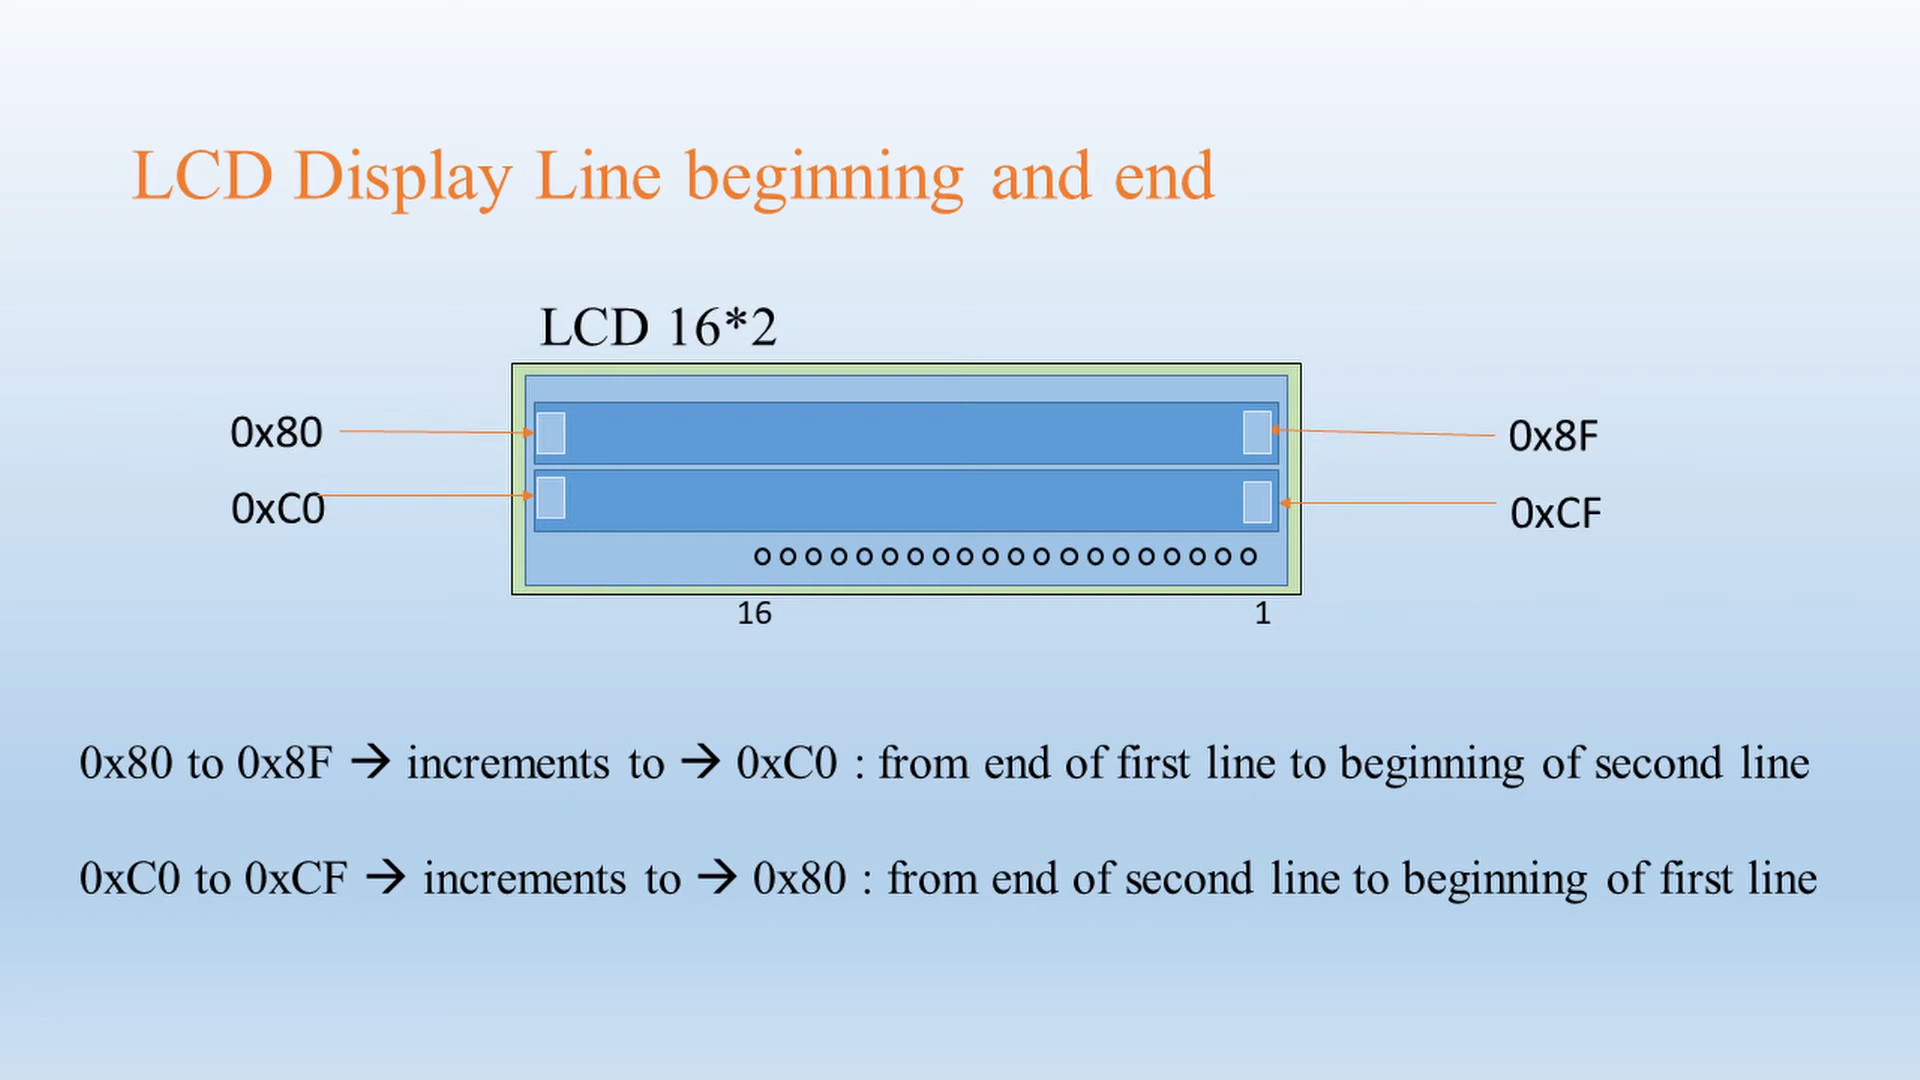 LCD Display Line beginning and end
LCD 16*2
0x80
0x8F
0xC0
0xCF
16
1
0x80 to 0x8F → increments to → 0xC0 : from end of first line to beginning of second line
0xC0 to 0xCF → increments to → 0x80 : from end of second line to beginning of first line